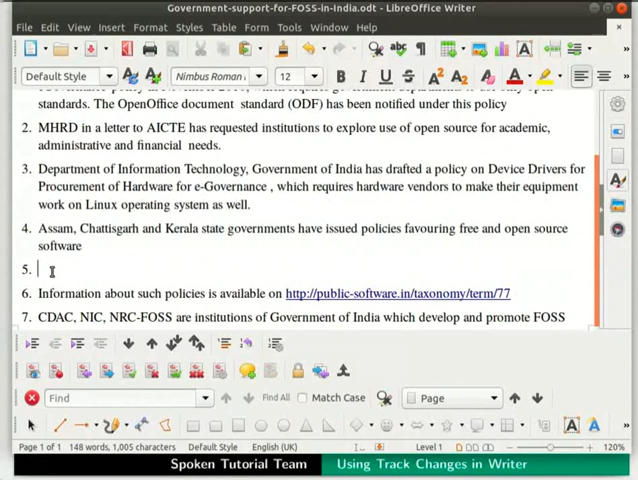 Government-support-for-FOSS-in-India.odt - LibreOffice Writer
File Edit View Insert Format Styles Table Form Tools Window Help
Default Style Nimbus Roman 12
standards. The OpenOffice document standard (ODF) has been notified under this policy
2. MHRD in a letter to AICTE has requested institutions to explore use of open source for academic,
administrative and financial needs.
3. Department of Information Technology, Government of India has drafted a policy on Device Drivers for
Procurement of Hardware for e-Governance , which requires hardware vendors to make their equipment
work on Linux operating system as well.
4. Assam, Chattisgarh and Kerala state governments have issued policies favouring free and open source
software
5.
6. Information about such policies is available on http://public-software.in/taxonomy/term/77
7. CDAC, NIC, NRC-FOSS are institutions of Government of India which develop and promote FOSS
Find Find All Match Case Page
Page 1 of 1 148 words, 1,005 characters Default Style English (UK) Level 1 120%
Spoken Tutorial Team Using Track Changes in Writer